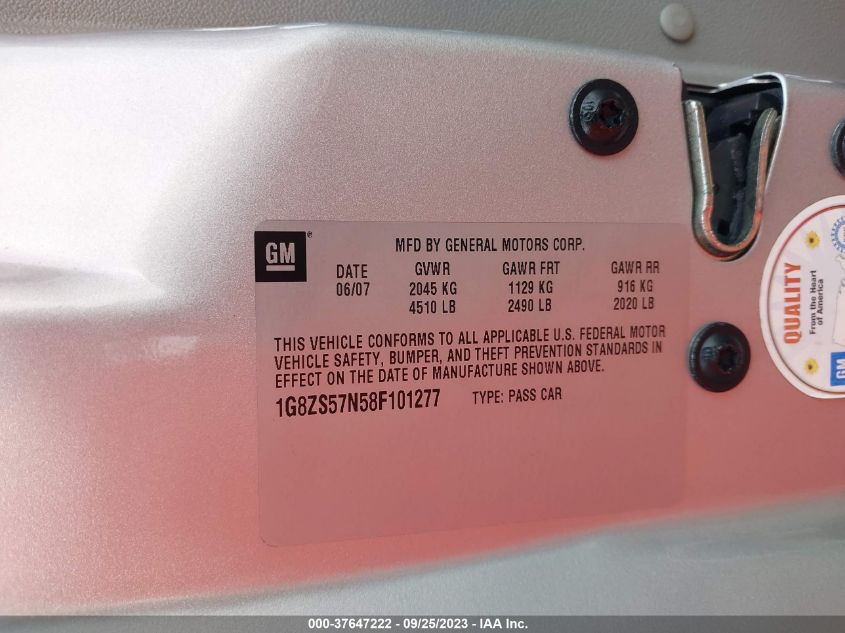 GM®
MFD BY GENERAL MOTORS CORP.
DATE GVWR GAWR FRT GAWR RR
06/07 2045 KG 1129 KG 916 KG
4510 LB 2490 LB 2020 LB
THIS VEHICLE CONFORMS TO ALL APPLICABLE U.S. FEDERAL MOTOR
VEHICLE SAFETY, BUMPER, AND THEFT PREVENTION STANDARDS IN
EFFECT ON THE DATE OF MANUFACTURE SHOWN ABOVE.
1G8ZS57N58F101277 TYPE: PASS CAR
QUALITY
From the Heart
of America
GM
000-37647222 - 09/25/2023 - IAA Inc.